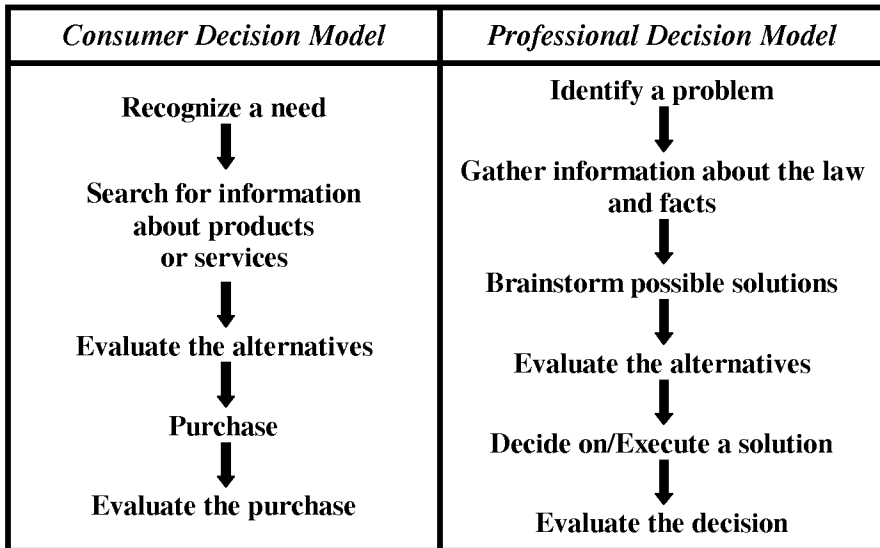 Consumer Decision Model
Recognize a need
Search for information
about products
or services
Evaluate the alternatives
Purchase
Evaluate the purchase
Professional Decision Model
Identify a problem
Gather information about the law
and facts
Brainstorm possible solutions
Evaluate the alternatives
Decide on/Execute a solution
Evaluate the decision